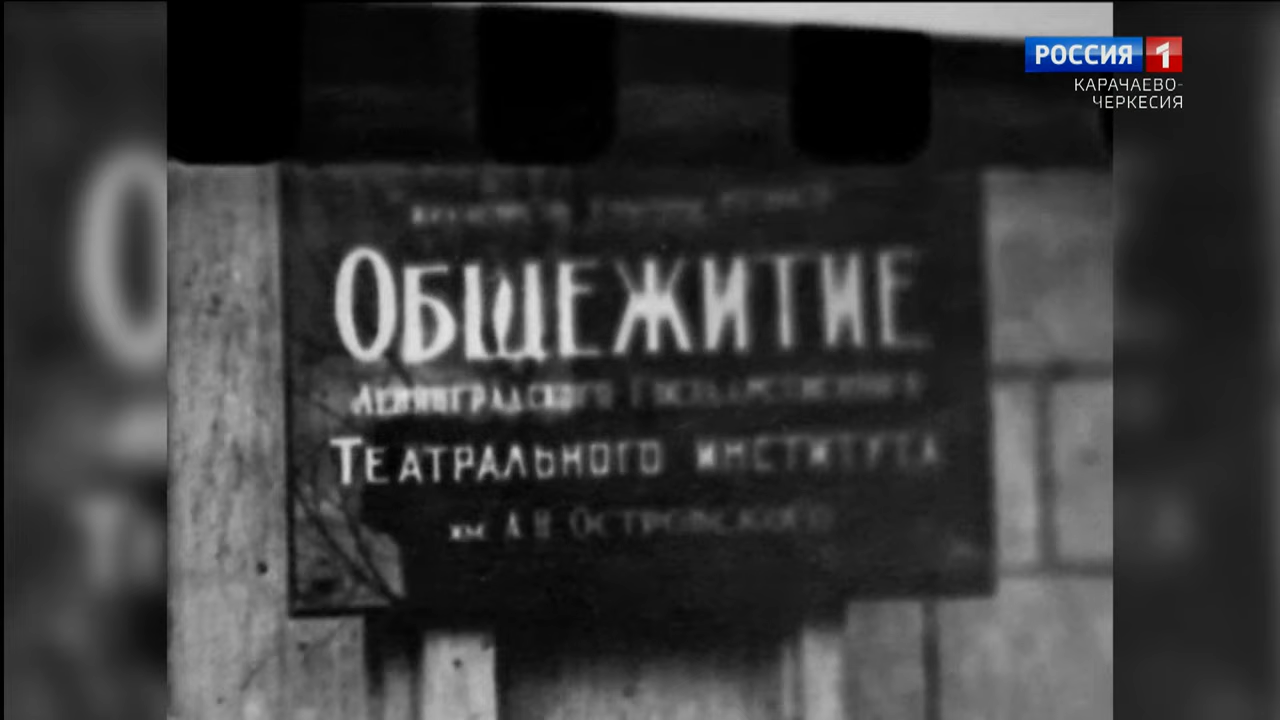 РОССИЯ 1
КАРАЧАЕВО-
ЧЕРКЕСИЯ
ОБЩЕЖИТИЕ
ЛЕНИНГРАДСКОГО ГОСУДАРСТВЕННОГО
ТЕАТРАЛЬНОГО ИНСТИТУТА
им. А Н ОСТРОВСКОГО